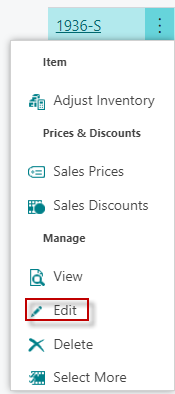 1936-S
Item
Adjust Inventory
Prices & Discounts
Sales Prices
Sales Discounts
Manage
View
Edit
Delete
Select More